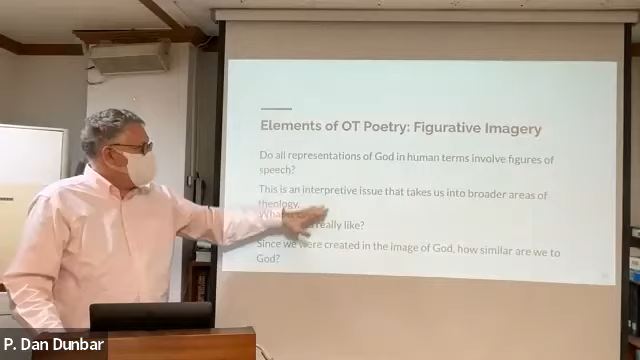 Elements of OT Poetry: Figurative Imagery
Do all representations of God in human terms involve figures of
speech?
This is an interpretive issue that takes us into broader areas of
theology.
What really like?
Since we were created in the image of God, how similar are we to
God?
P. Dan Dunbar